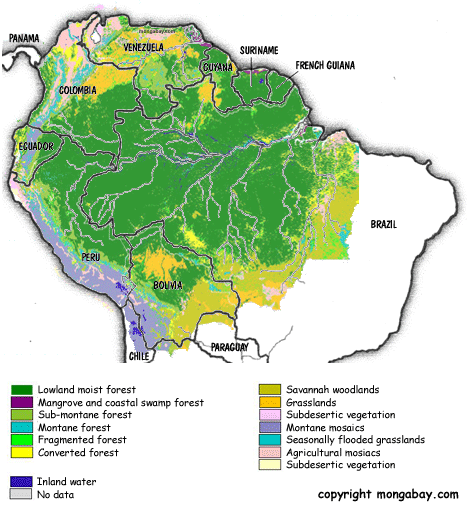 mongabay.com
PANAMA
VENEZUELA
SURINAME
GUYANA
FRENCH GUIANA
COLOMBIA
ECUADOR
BRAZIL
PERU
BOLIVIA
CHILE
PARAGUAY
Lowland moist forest
Mangrove and coastal swamp forest
Sub-montane forest
Montane forest
Fragmented forest
Converted forest
Inland water
No data
Savannah woodlands
Grasslands
Subdesertic vegetation
Montane mosaics
Seasonally flooded grasslands
Agricultural mosiacs
Subdesertic vegetation
copyright mongabay.com